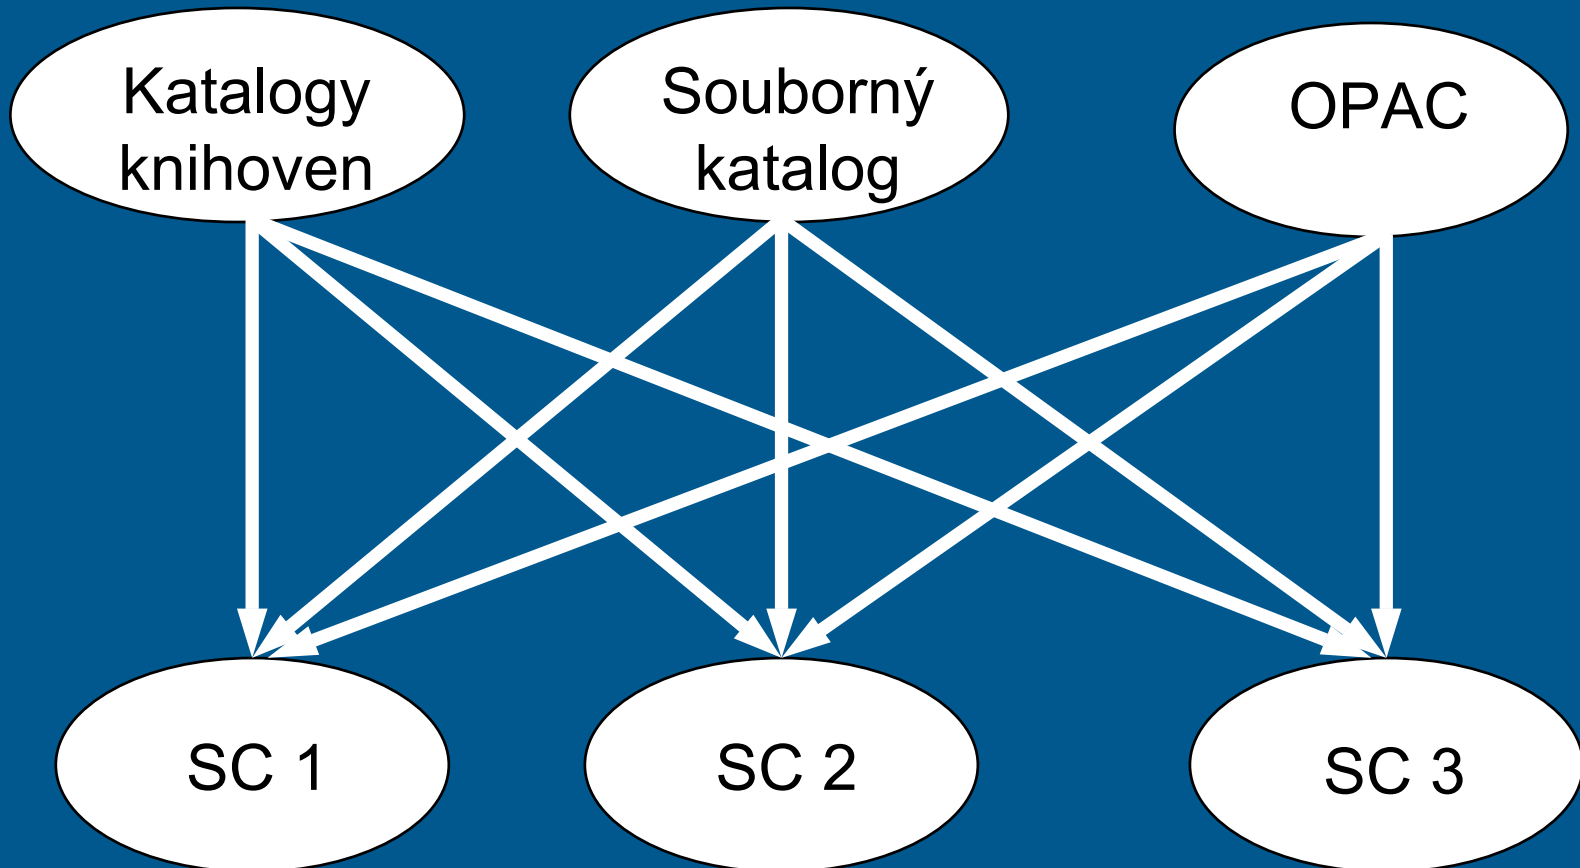 Katalogy
knihoven
Souborný
katalog
OPAC
SC 1
SC 2
SC 3